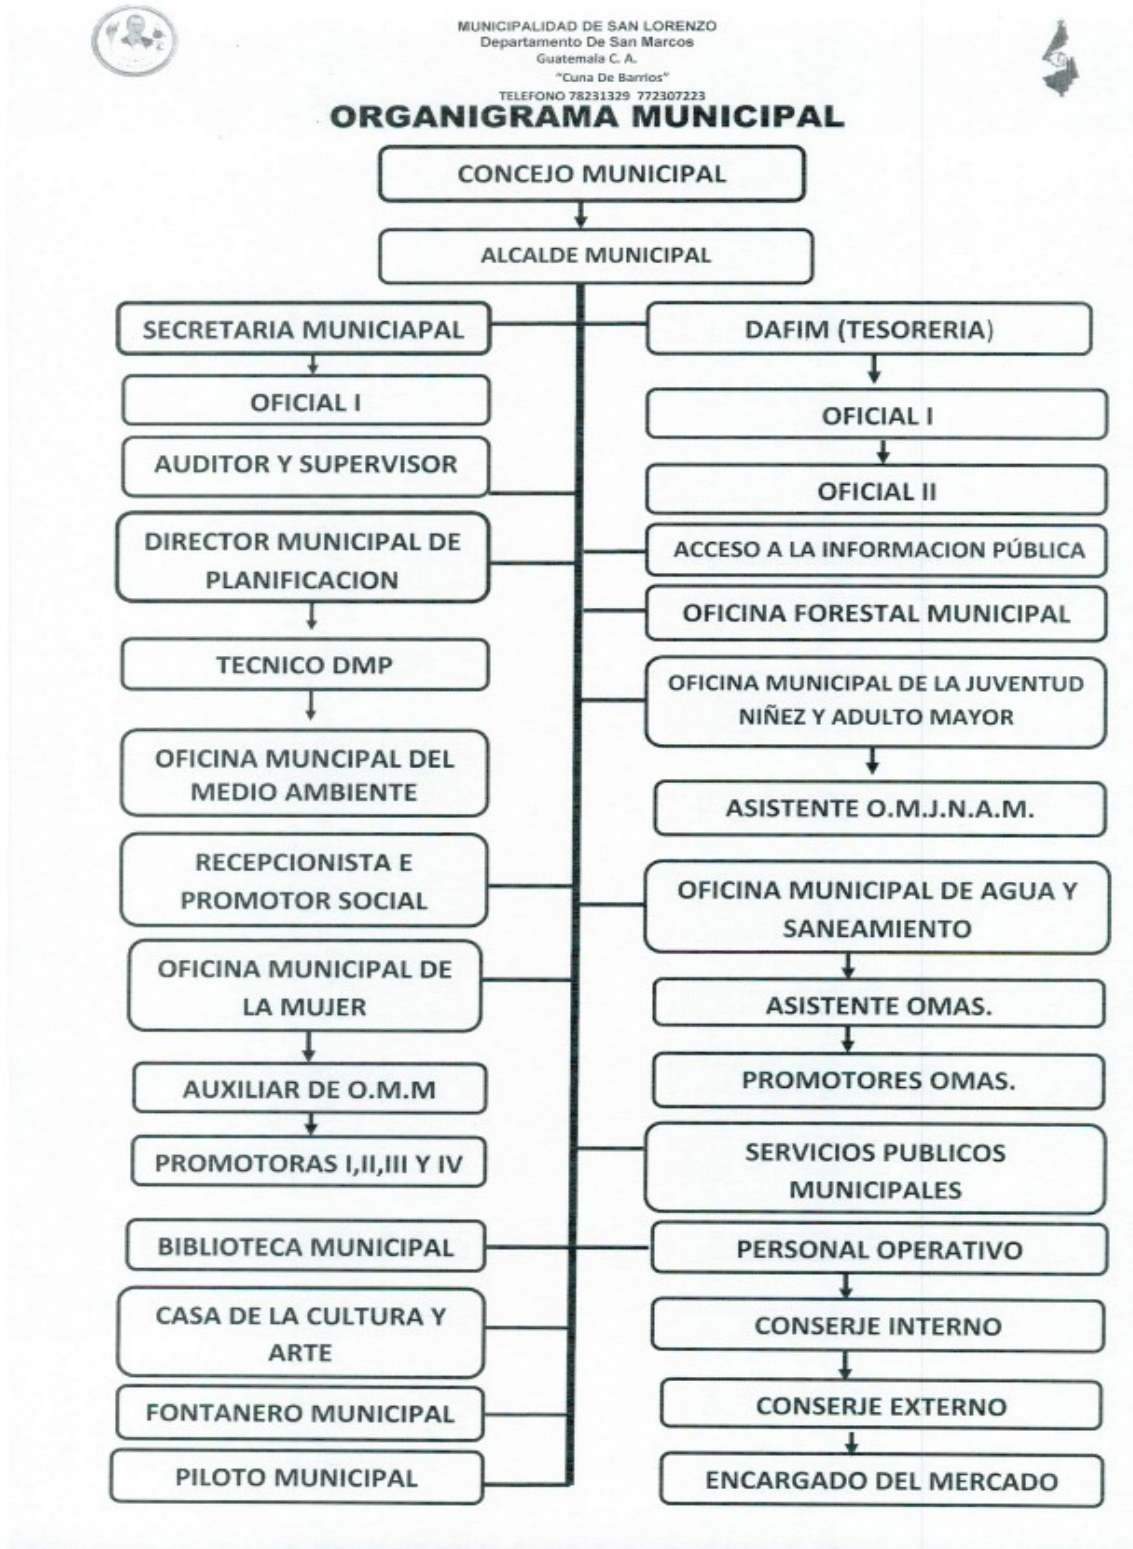 MUNICIPALIDAD DE SAN LORENZO
Departamento De San Marcos
Guatemala C. A.
"Cuna De Barrios"
TELEFONO 78231329 772307223
ORGANIGRAMA MUNICIPAL
CONCEJO MUNICIPAL
ALCALDE MUNICIPAL
SECRETARIA MUNICIAPAL
OFICIAL I
AUDITOR Y SUPERVISOR
DIRECTOR MUNICIPAL DE
PLANIFICACION
TECNICO DMP
OFICINA MUNCIPAL DEL
MEDIO AMBIENTE
RECEPCIONISTA E
PROMOTOR SOCIAL
OFICINA MUNICIPAL DE
LA MUJER
AUXILIAR DE O.M.M
PROMOTORAS I,II,III Y IV
BIBLIOTECA MUNICIPAL
CASA DE LA CULTURA Y
ARTE
FONTANERO MUNICIPAL
PILOTO MUNICIPAL
DAFIM (TESORERIA)
OFICIAL I
OFICIAL II
ACCESO A LA INFORMACION PÚBLICA
OFICINA FORESTAL MUNICIPAL
OFICINA MUNICIPAL DE LA JUVENTUD
NIÑEZ Y ADULTO MAYOR
ASISTENTE O.M.J.N.A.M.
OFICINA MUNICIPAL DE AGUA Y
SANEAMIENTO
ASISTENTE OMAS.
PROMOTORES OMAS.
SERVICIOS PUBLICOS
MUNICIPALES
PERSONAL OPERATIVO
CONSERJE INTERNO
CONSERJE EXTERNO
ENCARGADO DEL MERCADO